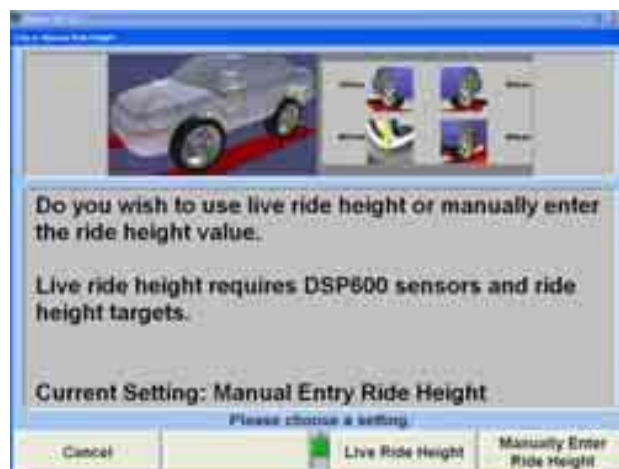 Do you wish to use live ride height or manually enter
the ride height value.
Live ride height requires DSP600 sensors and ride
height targets.
Current Setting: Manual Entry Ride Height
Please choose a setting.
Cancel
Live Ride Height
Manually Enter
Ride Height